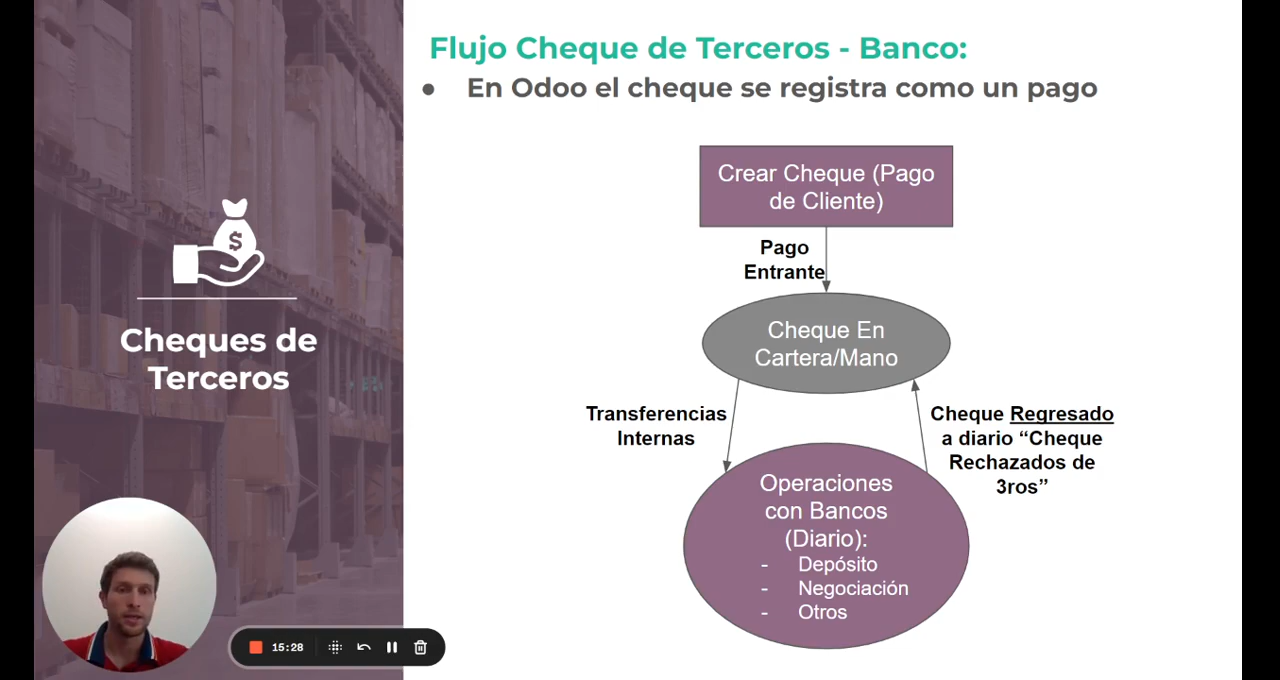 Flujo Cheque de Terceros - Banco:
● En Odoo el cheque se registra como un pago
Crear Cheque (Pago
de Cliente)
Pago
Entrante
Cheque En
Cartera/Mano
Transferencias
Internas
Cheque Regresado
a diario “Cheque
Rechazados de
3ros”
Operaciones
con Bancos
(Diario):
- Depósito
- Negociación
- Otros
$
Cheques de
Terceros
15:28